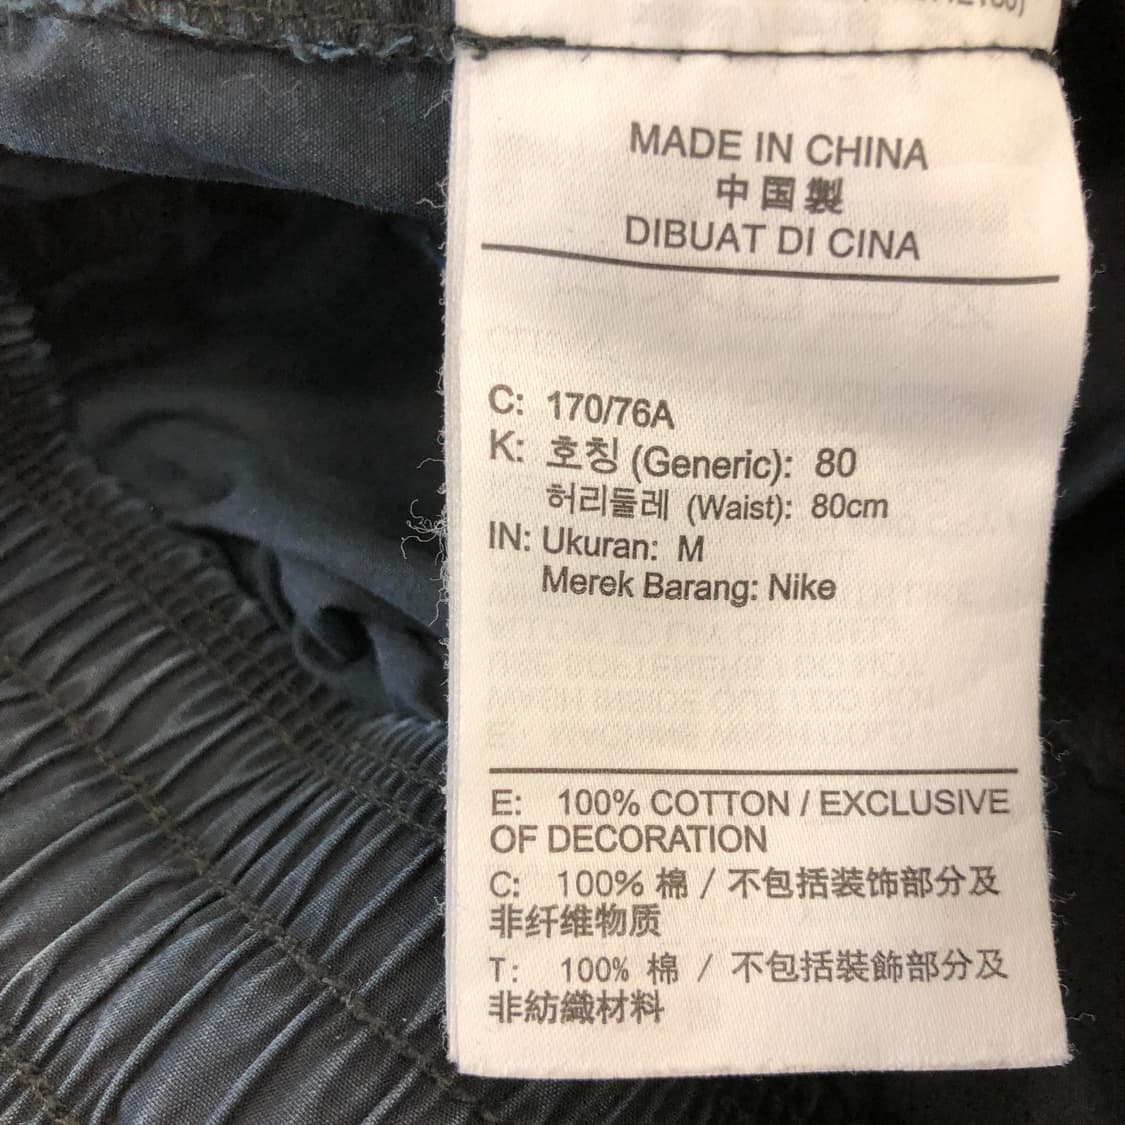 MADE IN CHINA
中国製
DIBUAT DI CINA
C: 170/76A
K: 호칭 (Generic): 80
허리둘레 (Waist): 80cm
IN: Ukuran: M
Merek Barang: Nike
E: 100% COTTON / EXCLUSIVE
OF DECORATION
C: 100% 棉 / 不包括装饰部分及
非纤维物质
T: 100% 棉 / 不包括裝飾部分及
非紡織材料